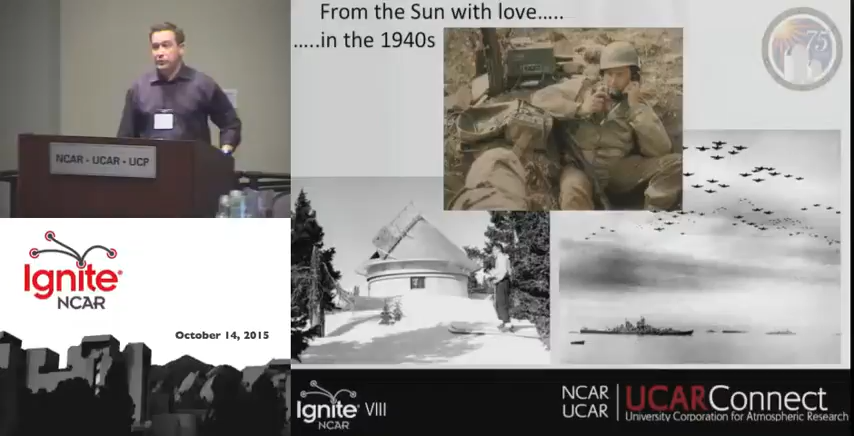 NCAR - UCAR - UCP
Ignite
NCAR
October 14, 2015
From the Sun with love.....
.....in the 1940s
75
Ignite VIII
NCAR
NCAR
UCAR
UCARConnect
University Corporation for Atmospheric Research